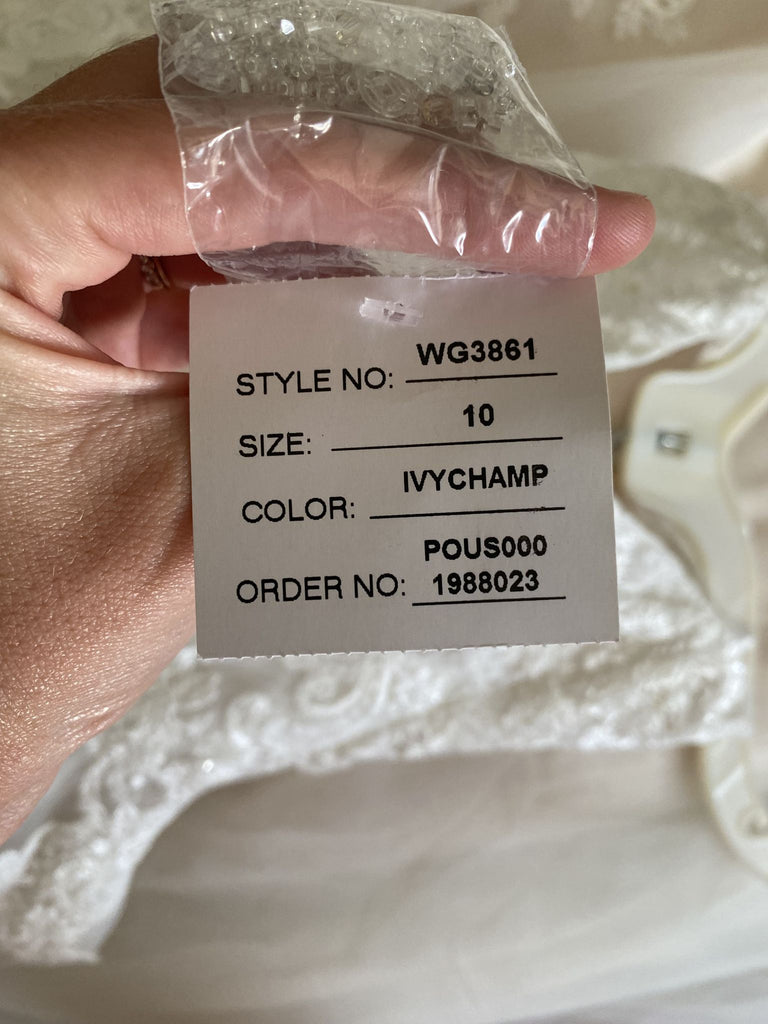 STYLE NO: WG3861
SIZE: 10
COLOR: IVYCHAMP
POUS000
ORDER NO: 1988023